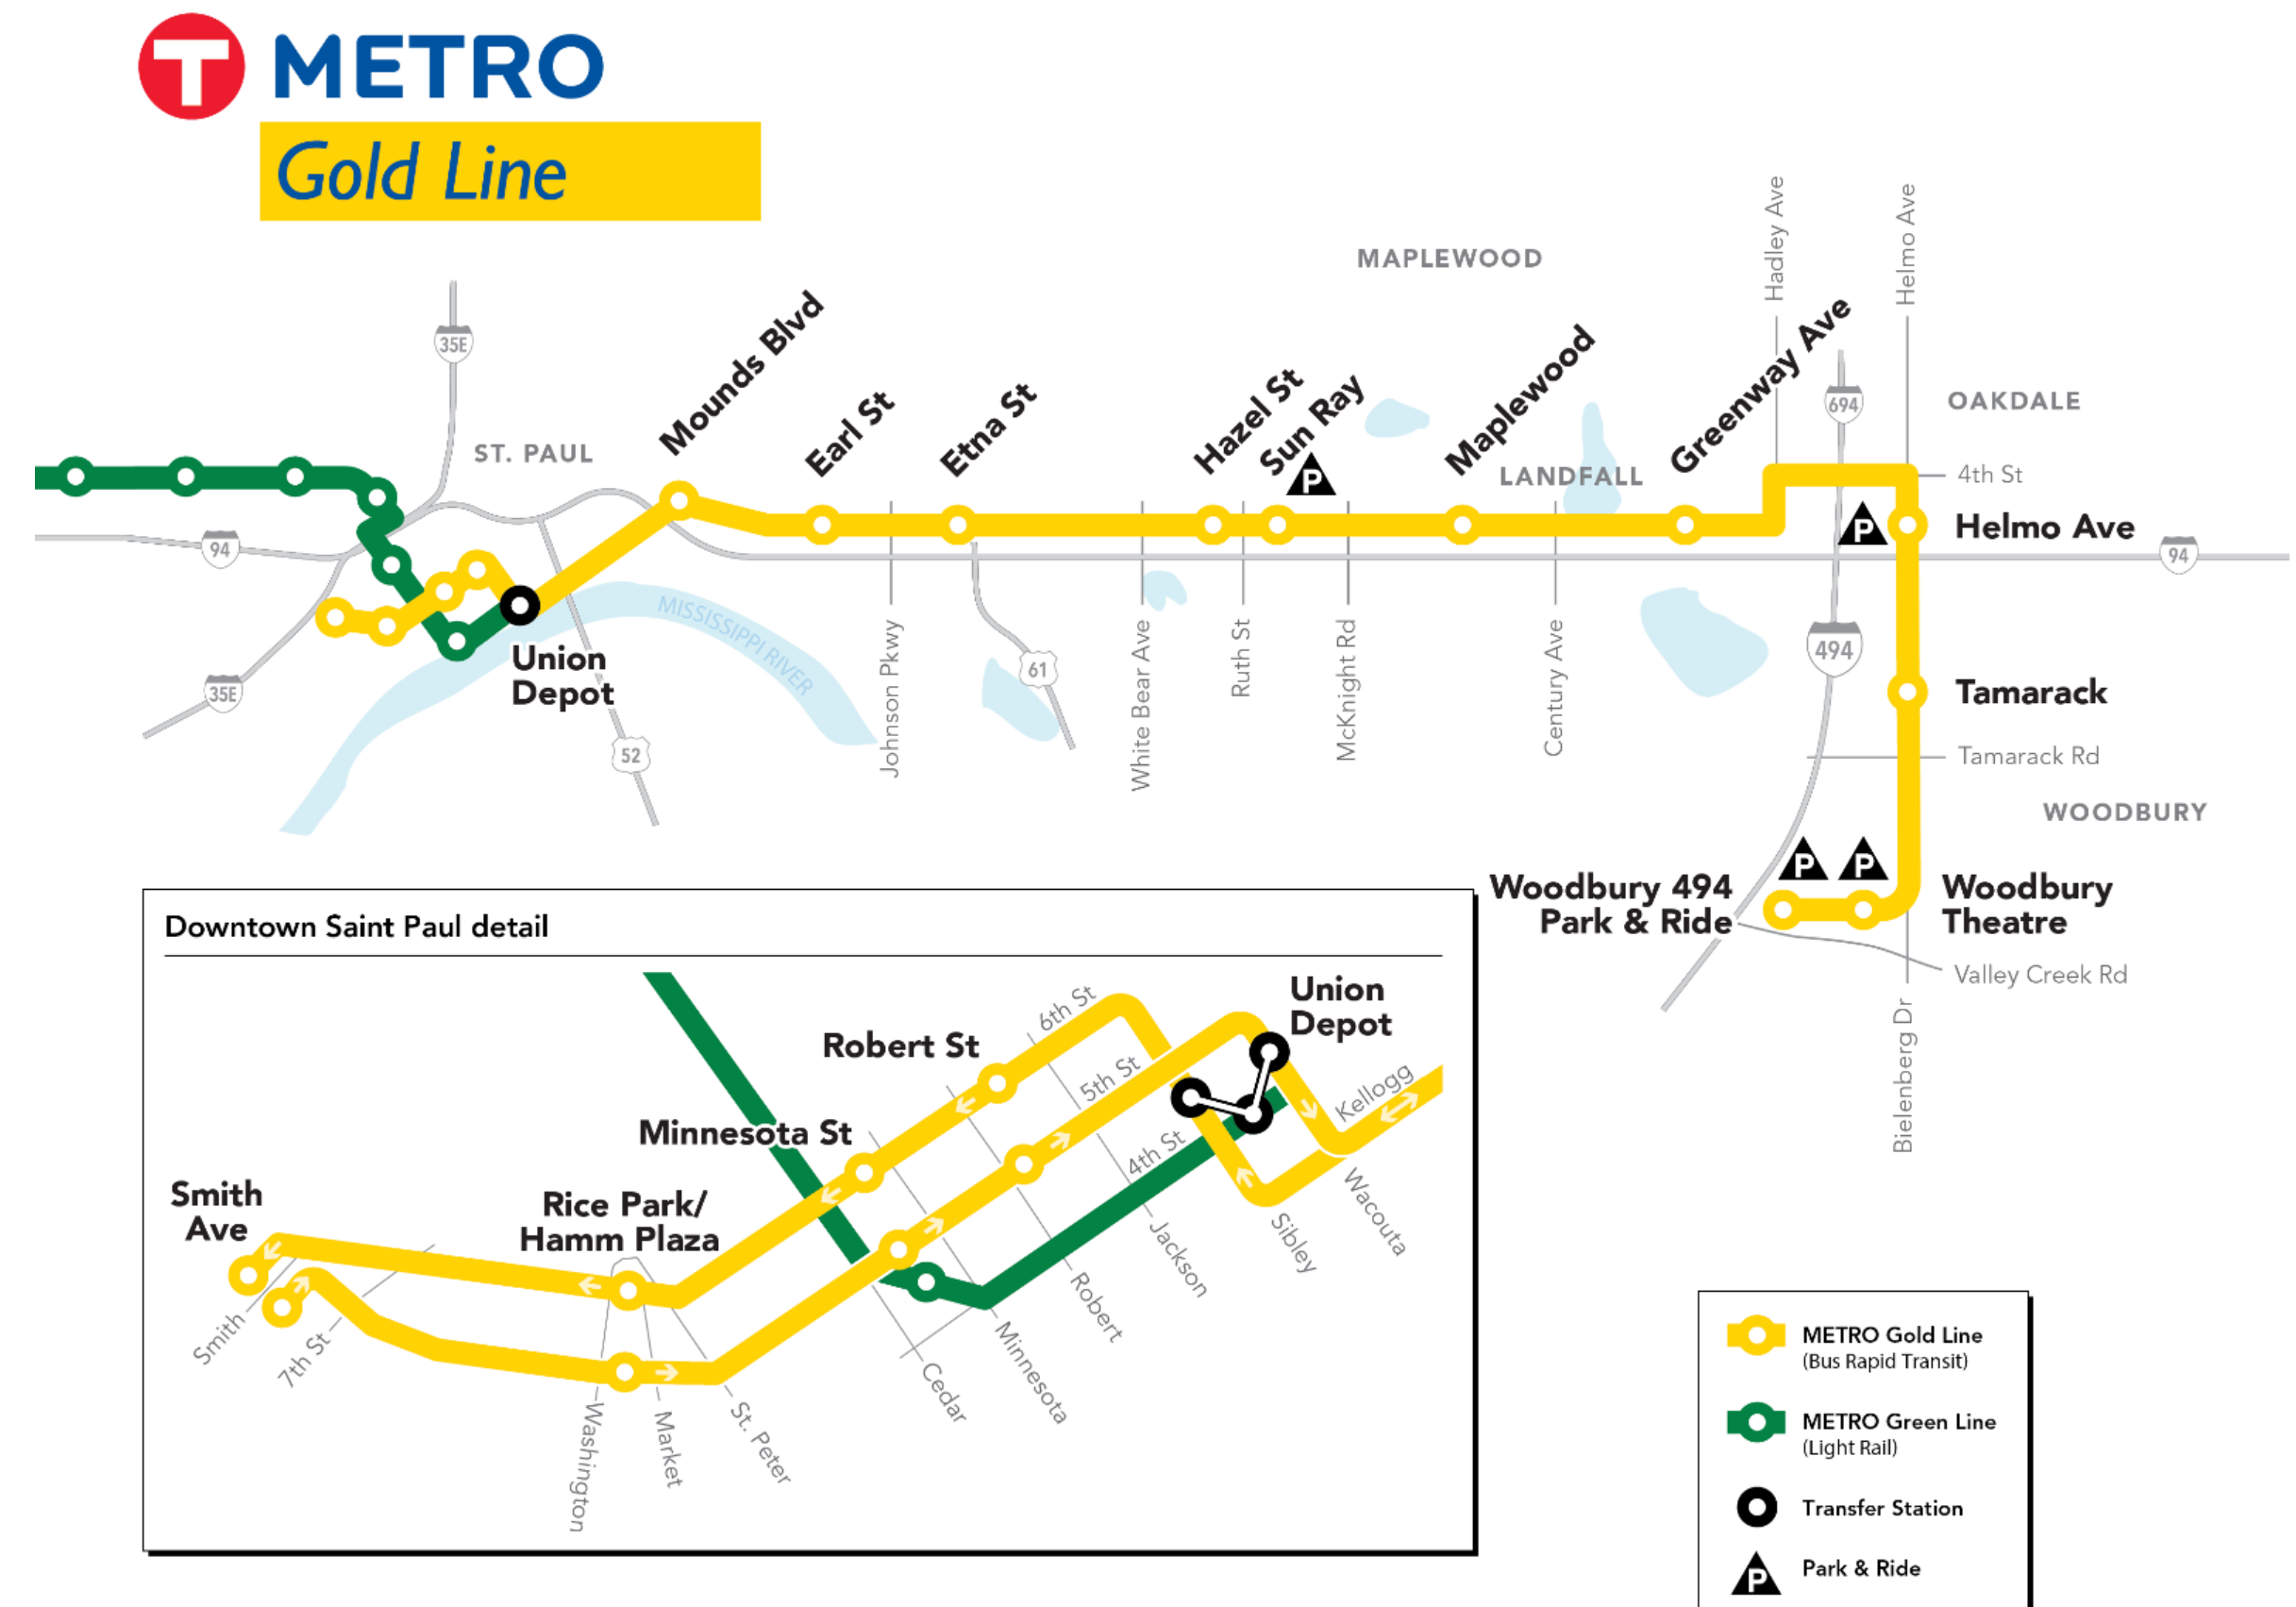 T METRO
Gold Line
35E
94
ST. PAUL
35E
52
MISSISSIPPI RIVER
Union
Depot
Mounds Blvd
Earl St
Etna St
Hazel St
Sun Ray
P
Maplewood
Greenway Ave
MAPLEWOOD
LANDFALL
Hadley Ave
Helmo Ave
694
OAKDALE
4th St
P
Helmo Ave
94
Johnson Pkwy
61
White Bear Ave
Ruth St
McKnight Rd
Century Ave
494
Tamarack
Tamarack Rd
WOODBURY
P
P
Woodbury 494
Park & Ride
Woodbury
Theatre
Valley Creek Rd
Bielenberg Dr
Downtown Saint Paul detail
Union
Depot
6th St
Robert St
5th St
Kellogg
Minnesota St
4th St
Smith
Ave
Rice Park/
Hamm Plaza
Wacouta
Sibley
Jackson
Robert
Minnesota
Cedar
St. Peter
Market
Washington
7th St
Smith
METRO Gold Line
(Bus Rapid Transit)
METRO Green Line
(Light Rail)
Transfer Station
P
Park & Ride